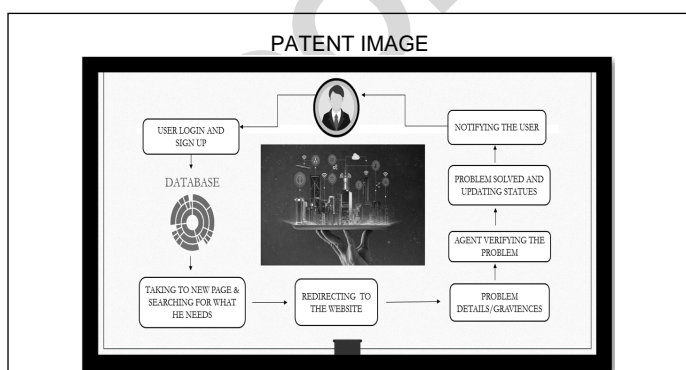 PATENT IMAGE
USER LOGIN AND
SIGN UP
DATABASE
TAKING TO NEW PAGE &
SEARCHING FOR WHAT
HE NEEDS
REDIRECTING TO
THE WEBSITE
PROBLEM
DETAILS/GRAVIENCES
AGENT VERIFYING THE
PROBLEM
PROBLEM SOLVED AND
UPDATING STATUES
NOTIFYING THE USER